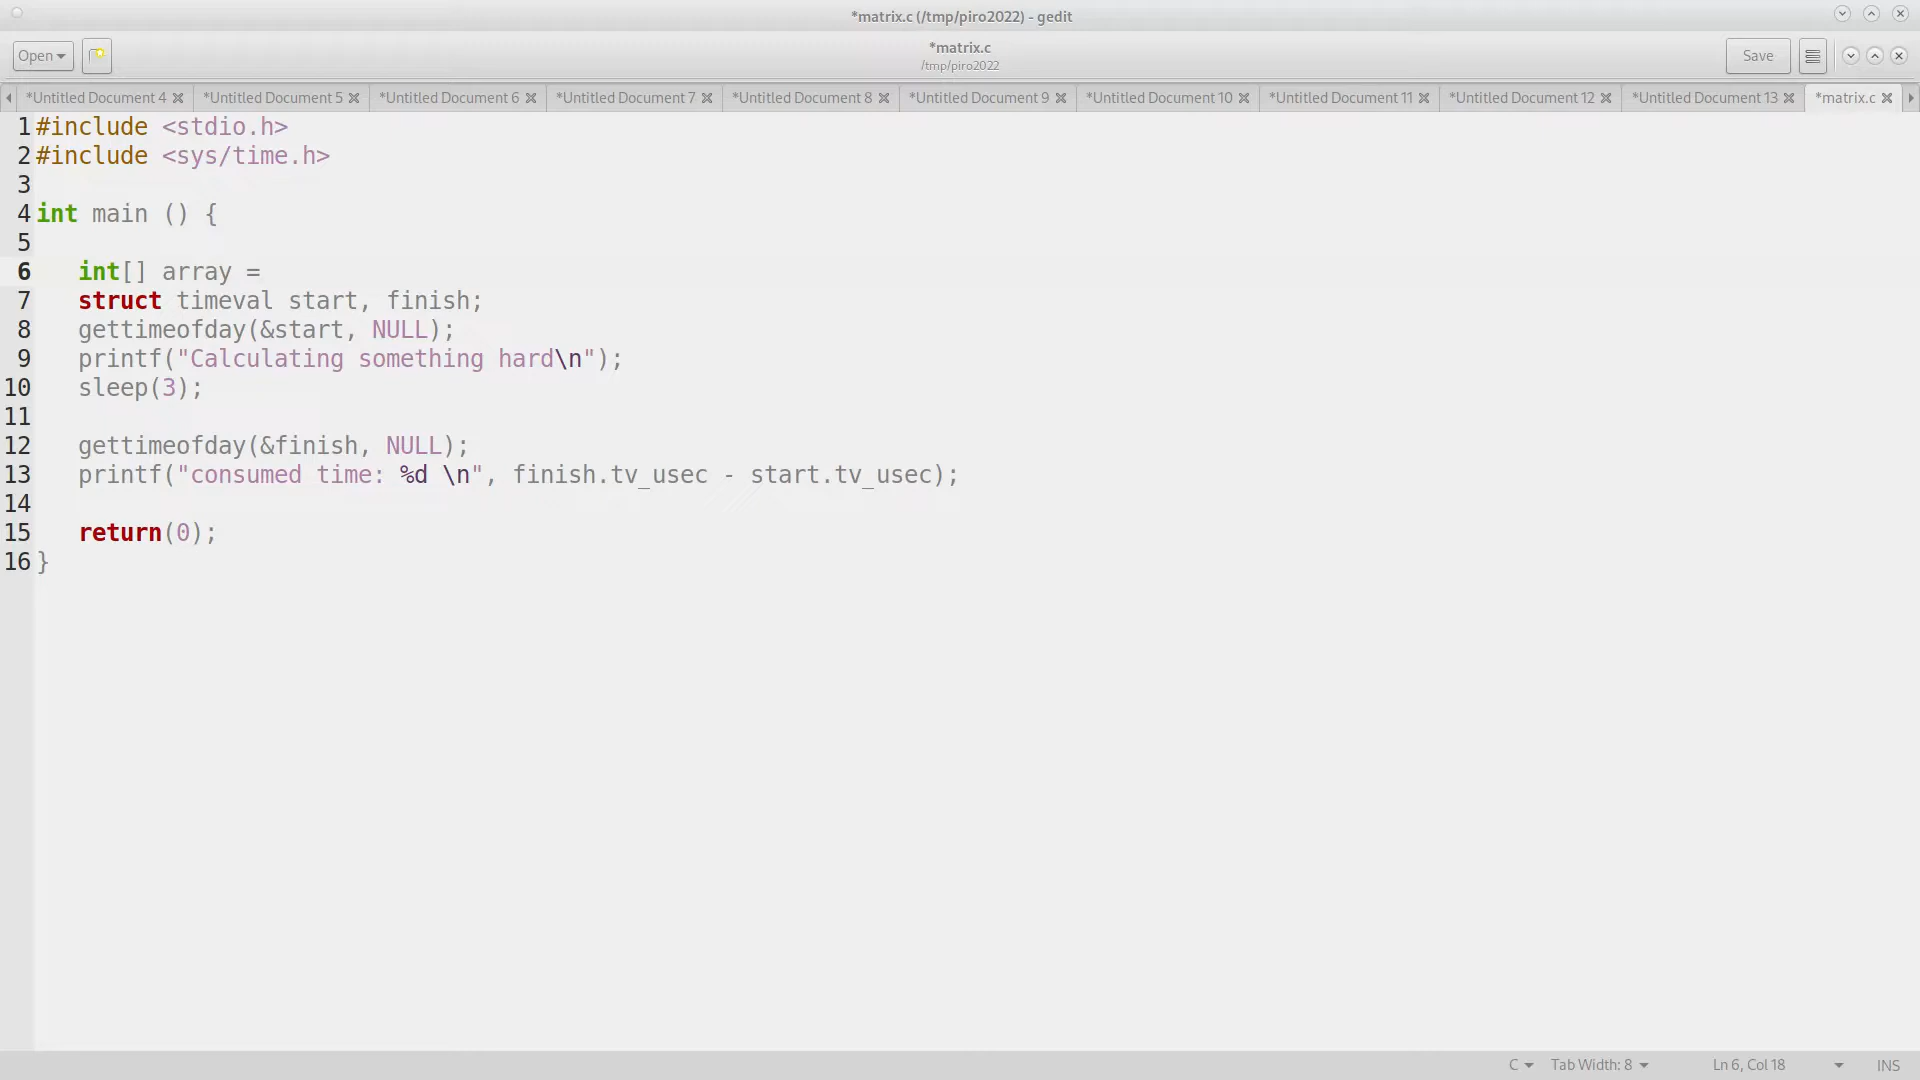 *matrix.c (/tmp/piro2022) - gedit
Open
*matrix.c
/tmp/piro2022
Save
*Untitled Document 4 *Untitled Document 5 *Untitled Document 6 *Untitled Document 7 *Untitled Document 8 *Untitled Document 9 *Untitled Document 10 *Untitled Document 11 *Untitled Document 12 *Untitled Document 13 *matrix.c
1 #include <stdio.h>
2 #include <sys/time.h>
3
4 int main () {
5
6    int[] array =
7    struct timeval start, finish;
8    gettimeofday(&start, NULL);
9    printf("Calculating something hard\n");
10    sleep(3);
11
12    gettimeofday(&finish, NULL);
13    printf("consumed time: %d \n", finish.tv_usec - start.tv_usec);
14
15    return(0);
16 }
C Tab Width: 8 Ln 6, Col 18 INS